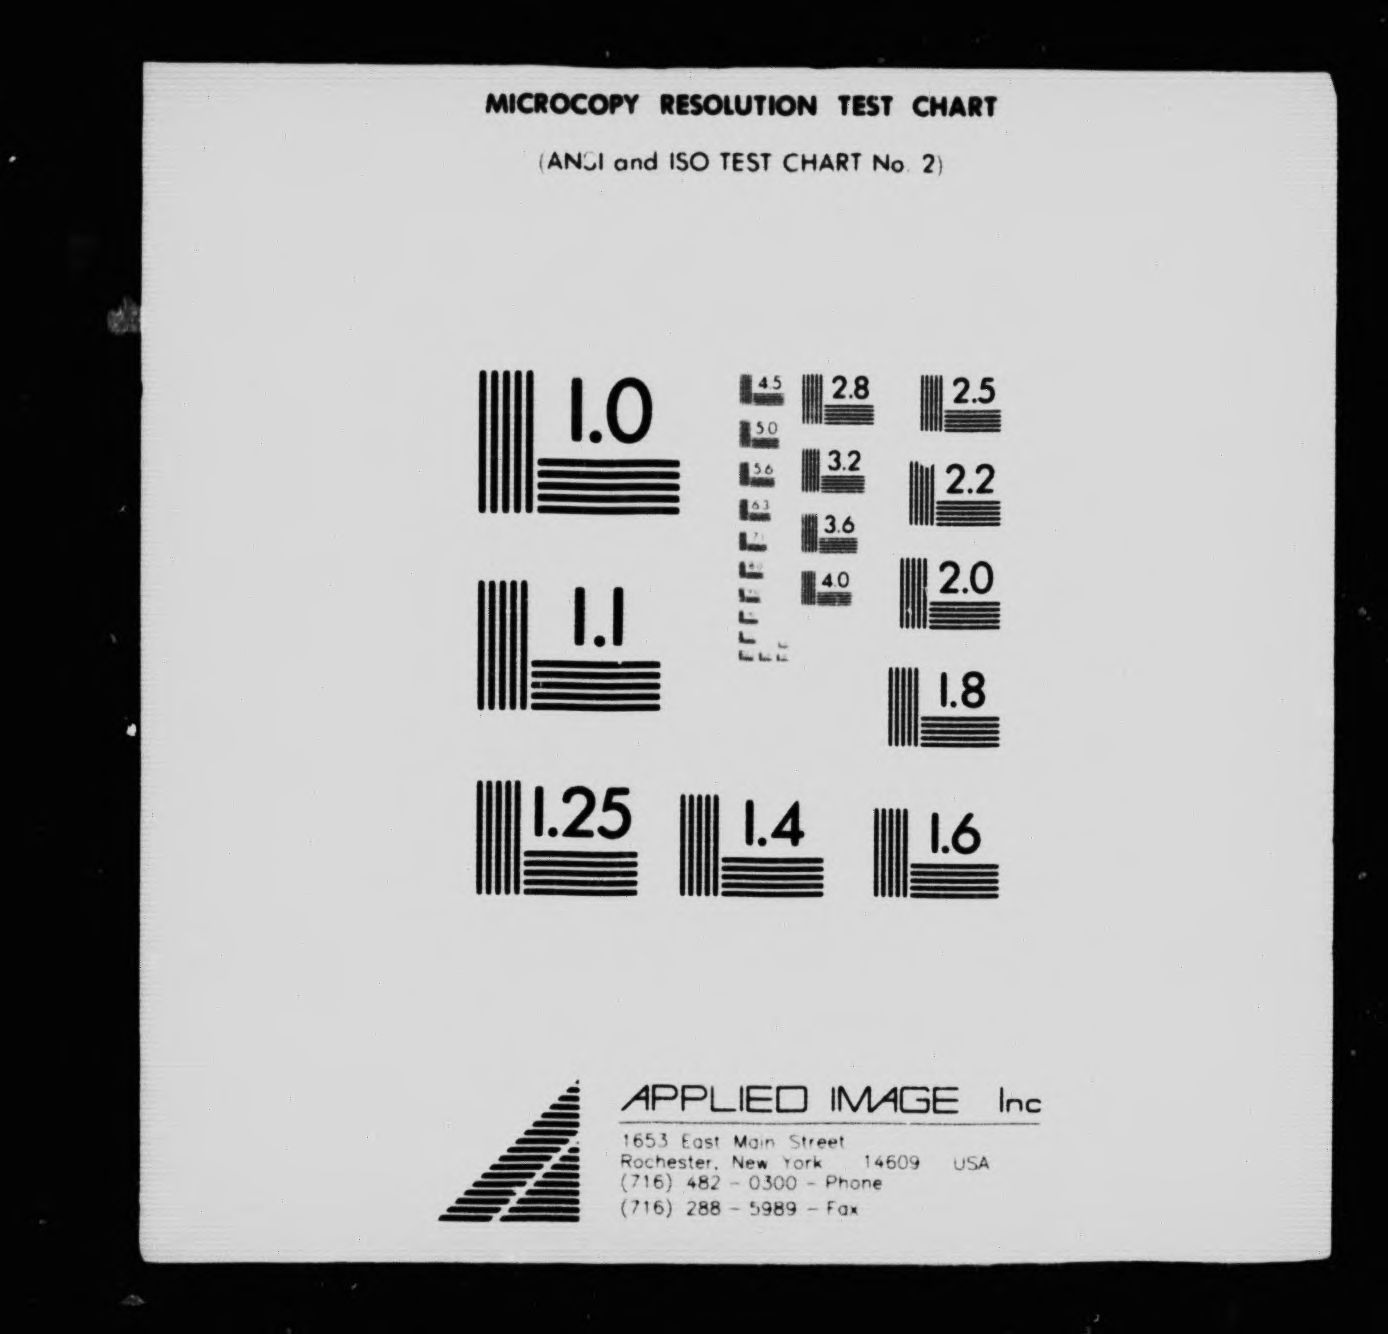 MICROCOPY RESOLUTION TEST CHART
(ANSI and ISO TEST CHART No. 2)
1.0
1.1
1.25
1.4
1.6
1.8
2.0
2.2
2.5
2.8
3.2
3.6
4.0
4.5
5.0
5.6
6.3
7.1
APPLIED IMAGE Inc
1653 East Main Street
Rochester, New York 14609 USA
(716) 482 - 0300 - Phone
(716) 288 - 5989 - Fax